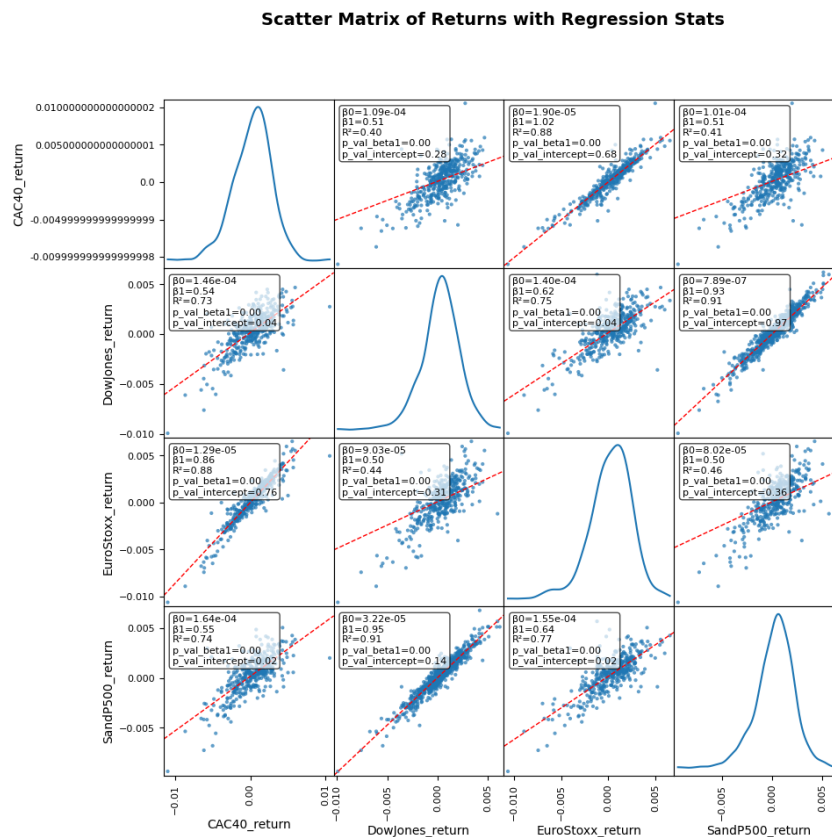 Scatter Matrix of Returns with Regression Stats
CAC40_return
0.010000000000000002
0.005000000000000001
0.0
-0.004999999999999999
-0.009999999999999998
β0=1.09e-04
β1=0.51
R²=0.40
p_val_beta1=0.00
p_val_intercept=0.28
β0=1.90e-05
β1=1.02
R²=0.88
p_val_beta1=0.00
p_val_intercept=0.68
β0=1.01e-04
β1=0.51
R²=0.41
p_val_beta1=0.00
p_val_intercept=0.32
DowJones_return
0.005
0.000
−0.005
−0.010
β0=1.46e-04
β1=0.54
R²=0.73
p_val_beta1=0.00
p_val_intercept=0.04
β0=1.40e-04
β1=0.62
R²=0.75
p_val_beta1=0.00
p_val_intercept=0.04
β0=7.89e-07
β1=0.93
R²=0.91
p_val_beta1=0.00
p_val_intercept=0.97
EuroStoxx_return
0.005
0.000
−0.005
−0.010
β0=1.29e-05
β1=0.86
R²=0.88
p_val_beta1=0.00
p_val_intercept=0.76
β0=9.03e-05
β1=0.50
R²=0.44
p_val_beta1=0.00
p_val_intercept=0.31
β0=8.02e-05
β1=0.50
R²=0.46
p_val_beta1=0.00
p_val_intercept=0.36
SandP500_return
0.005
0.000
−0.005
β0=1.64e-04
β1=0.55
R²=0.74
p_val_beta1=0.00
p_val_intercept=0.02
β0=3.22e-05
β1=0.95
R²=0.91
p_val_beta1=0.00
p_val_intercept=0.14
β0=1.55e-04
β1=0.64
R²=0.77
p_val_beta1=0.00
p_val_intercept=0.02
−0.01
0.00
0.01
−0.010
−0.005
0.000
0.005
−0.010
−0.005
0.000
0.005
−0.005
0.000
0.005
CAC40_return
DowJones_return
EuroStoxx_return
SandP500_return